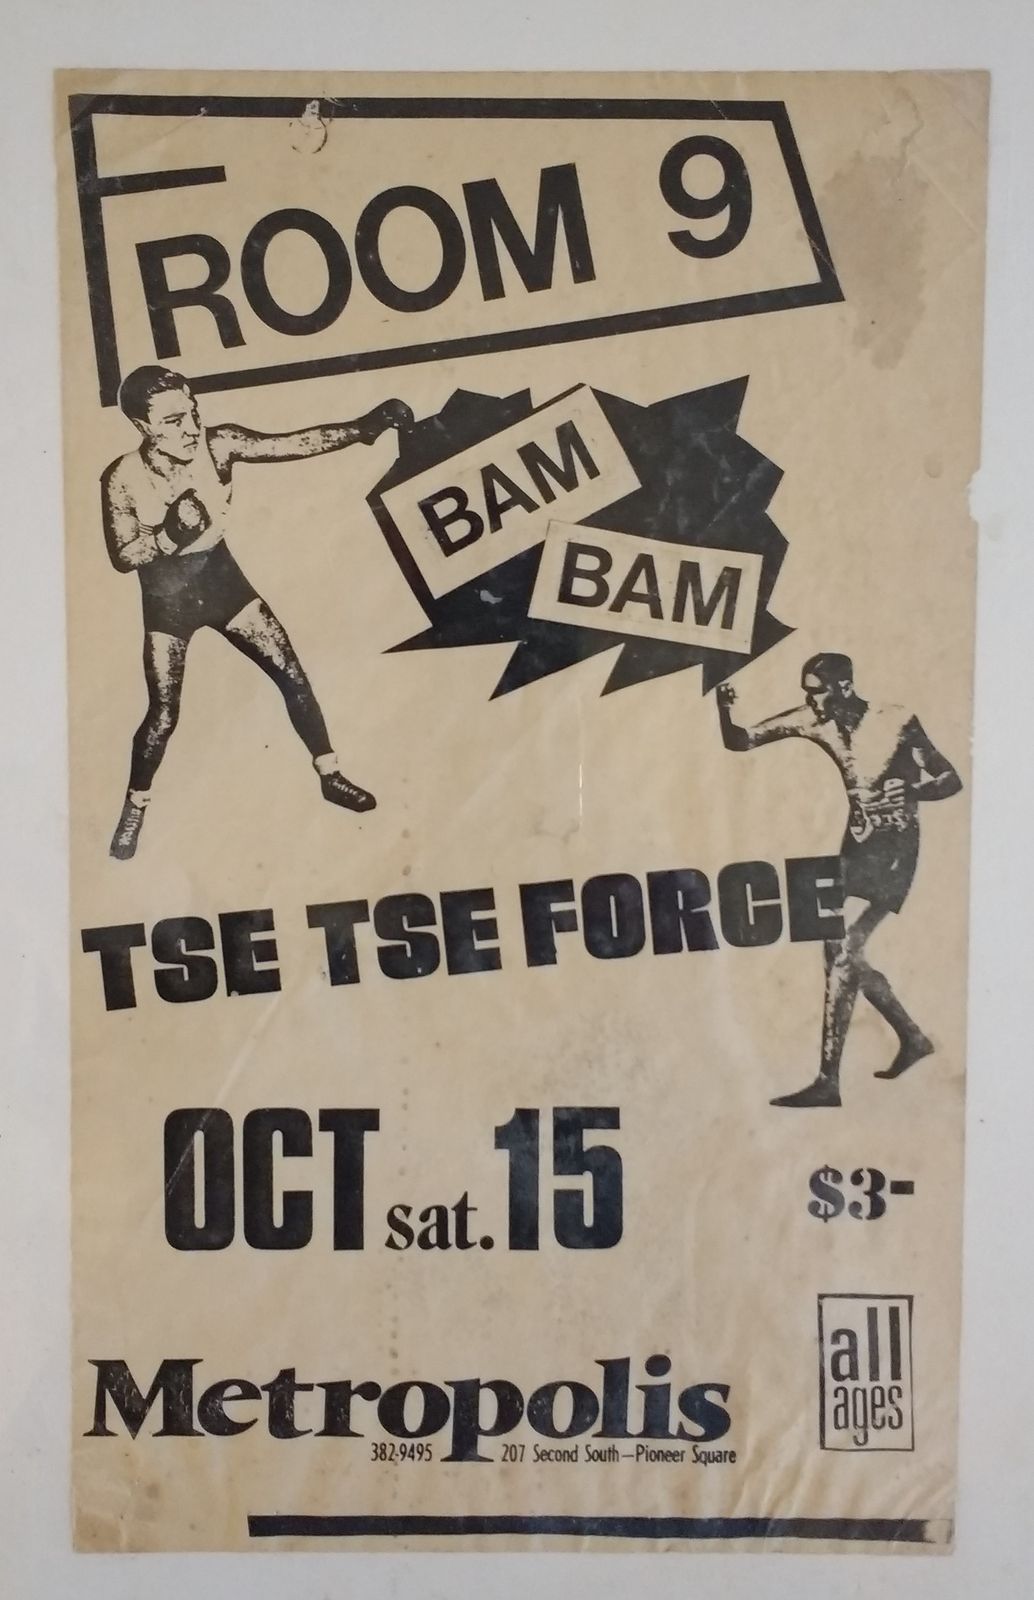 ROOM 9
BAM
BAM
TSE TSE FORCE
OCT sat. 15
$3-
all
ages
Metropolis
382-9495 207 Second South—Pioneer Square